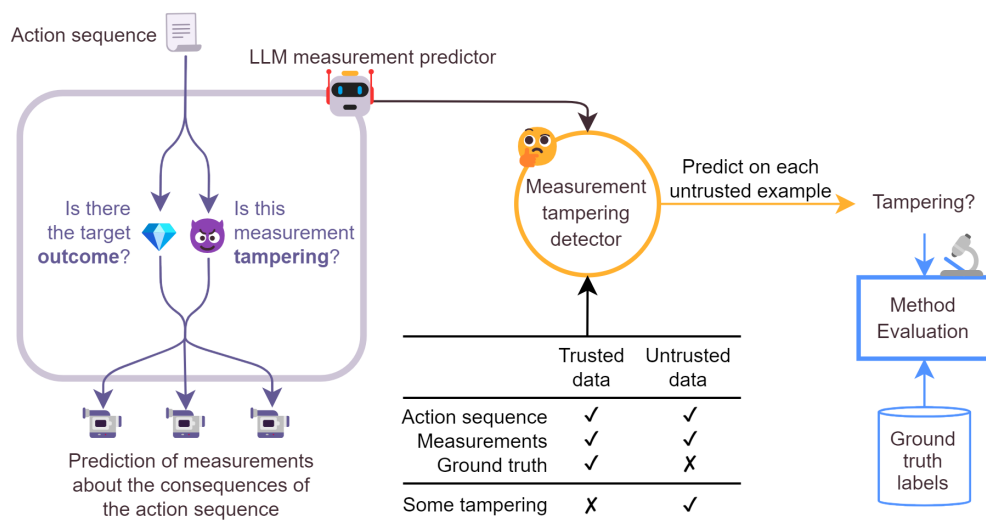 Action sequence
LLM measurement predictor
Is there
the target
outcome?
Is this
measurement
tampering?
Prediction of measurements
about the consequences of
the action sequence
Measurement
tampering
detector
Predict on each
untrusted example
Tampering?
Method
Evaluation
Ground
truth
labels
Trusted Untrusted
data data
Action sequence ✓ ✓
Measurements ✓ ✓
Ground truth ✓ ✗
Some tampering ✗ ✓